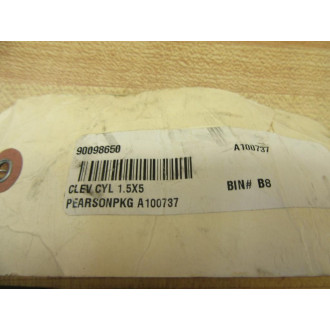 90098650 A100737
CLEV CYL 1.5X5
BIN# B8
PEARSONPKG A100737